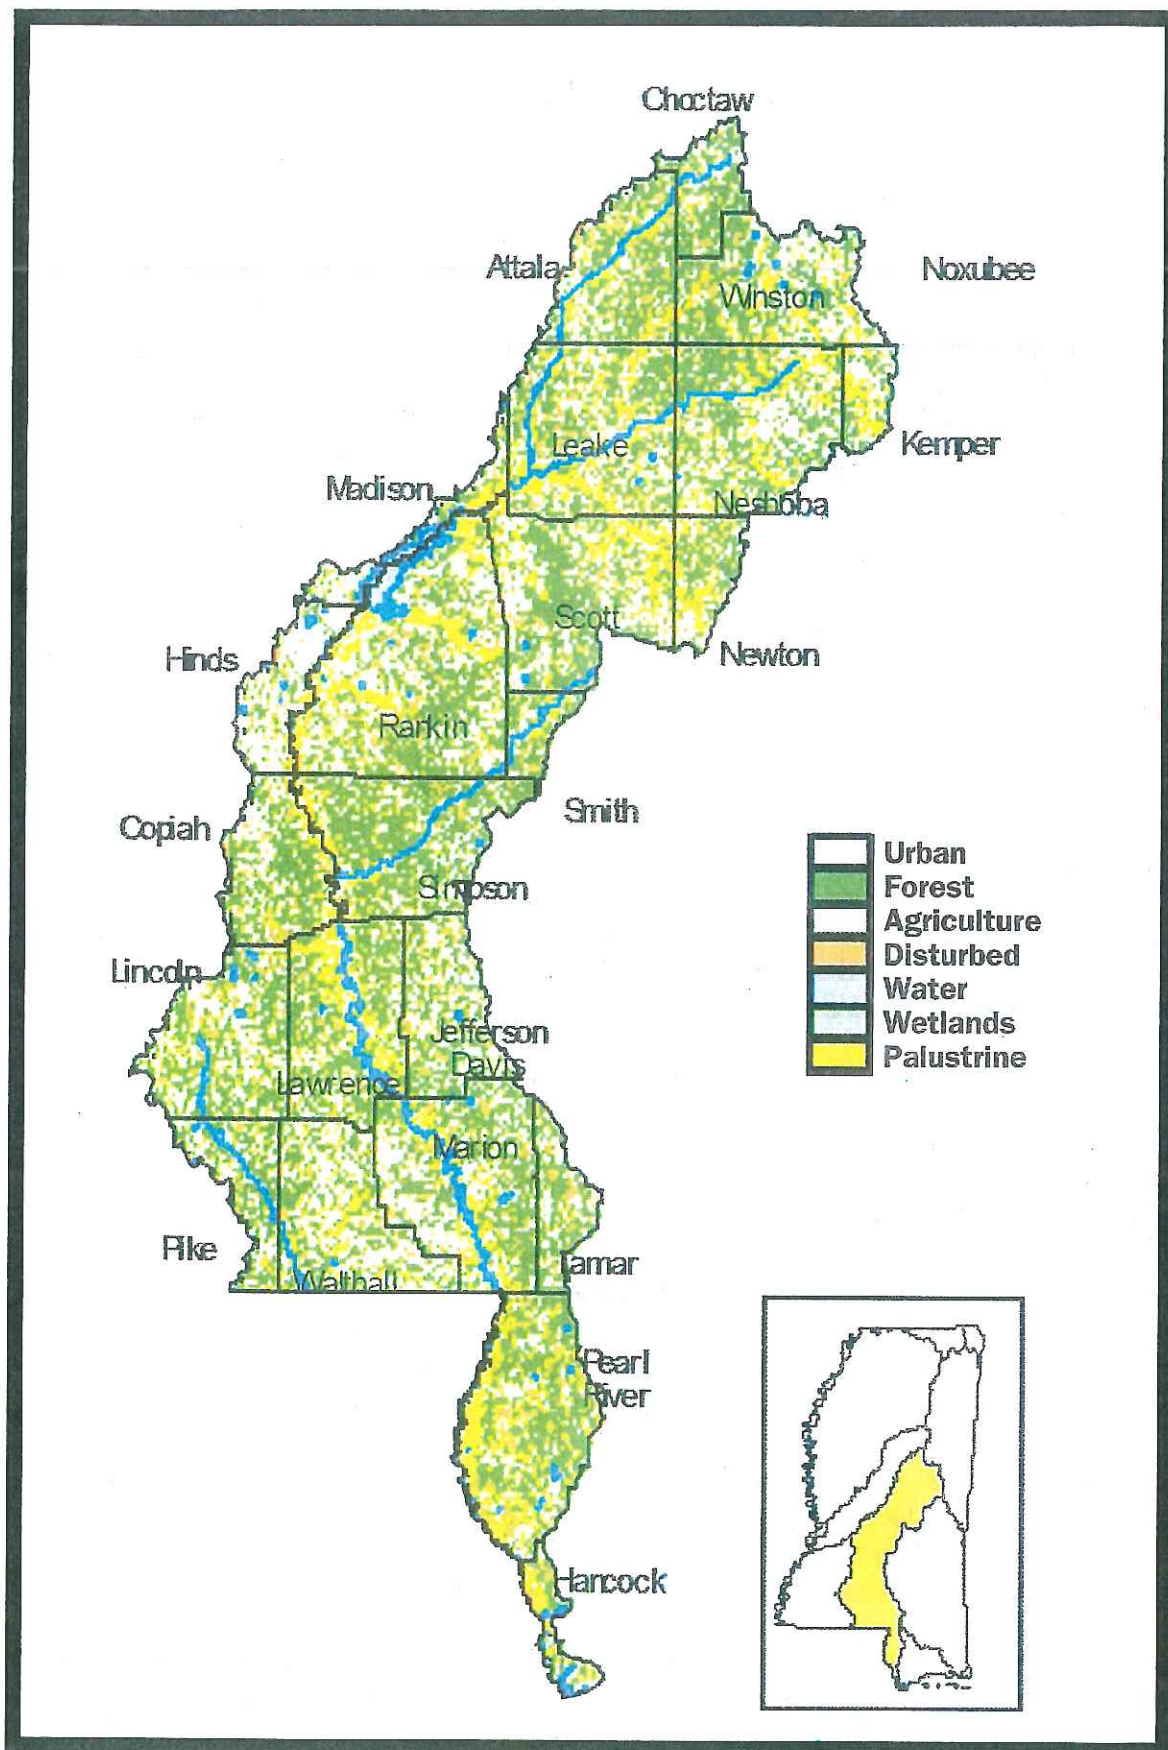 Choctaw
Attala
Noxubee
Winston
Leake
Kemper
Madison
Neshoba
Scott
Newton
Hinds
Rarkin
Smith
Copiah
Simpson
Urban
Forest
Agriculture
Disturbed
Water
Wetlands
Palustrine
Lincoln
Jefferson
Davis
Lawrence
Marion
Pike
Lamar
Walthall
Pearl
River
Hancock